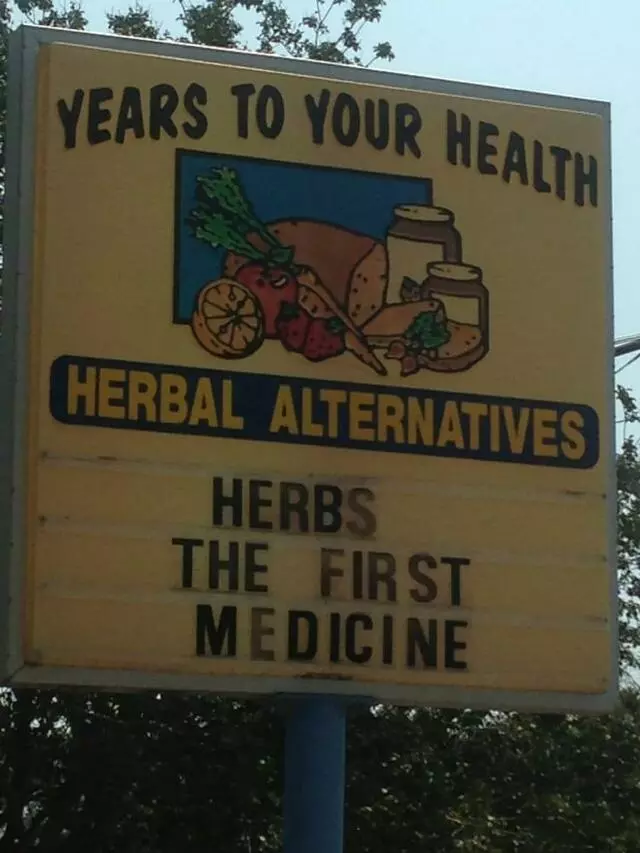 YEARS TO YOUR HEALTH
HERBAL ALTERNATIVES
HERBS
THE FIRST
MEDICINE